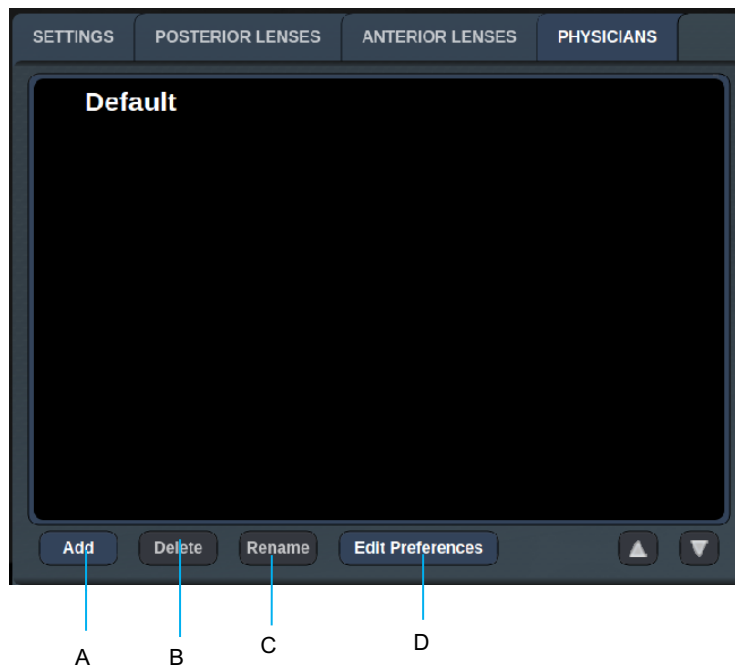 SETTINGS POSTERIOR LENSES ANTERIOR LENSES PHYSICIANS
Default
Add Delete Rename Edit Preferences
A B C D